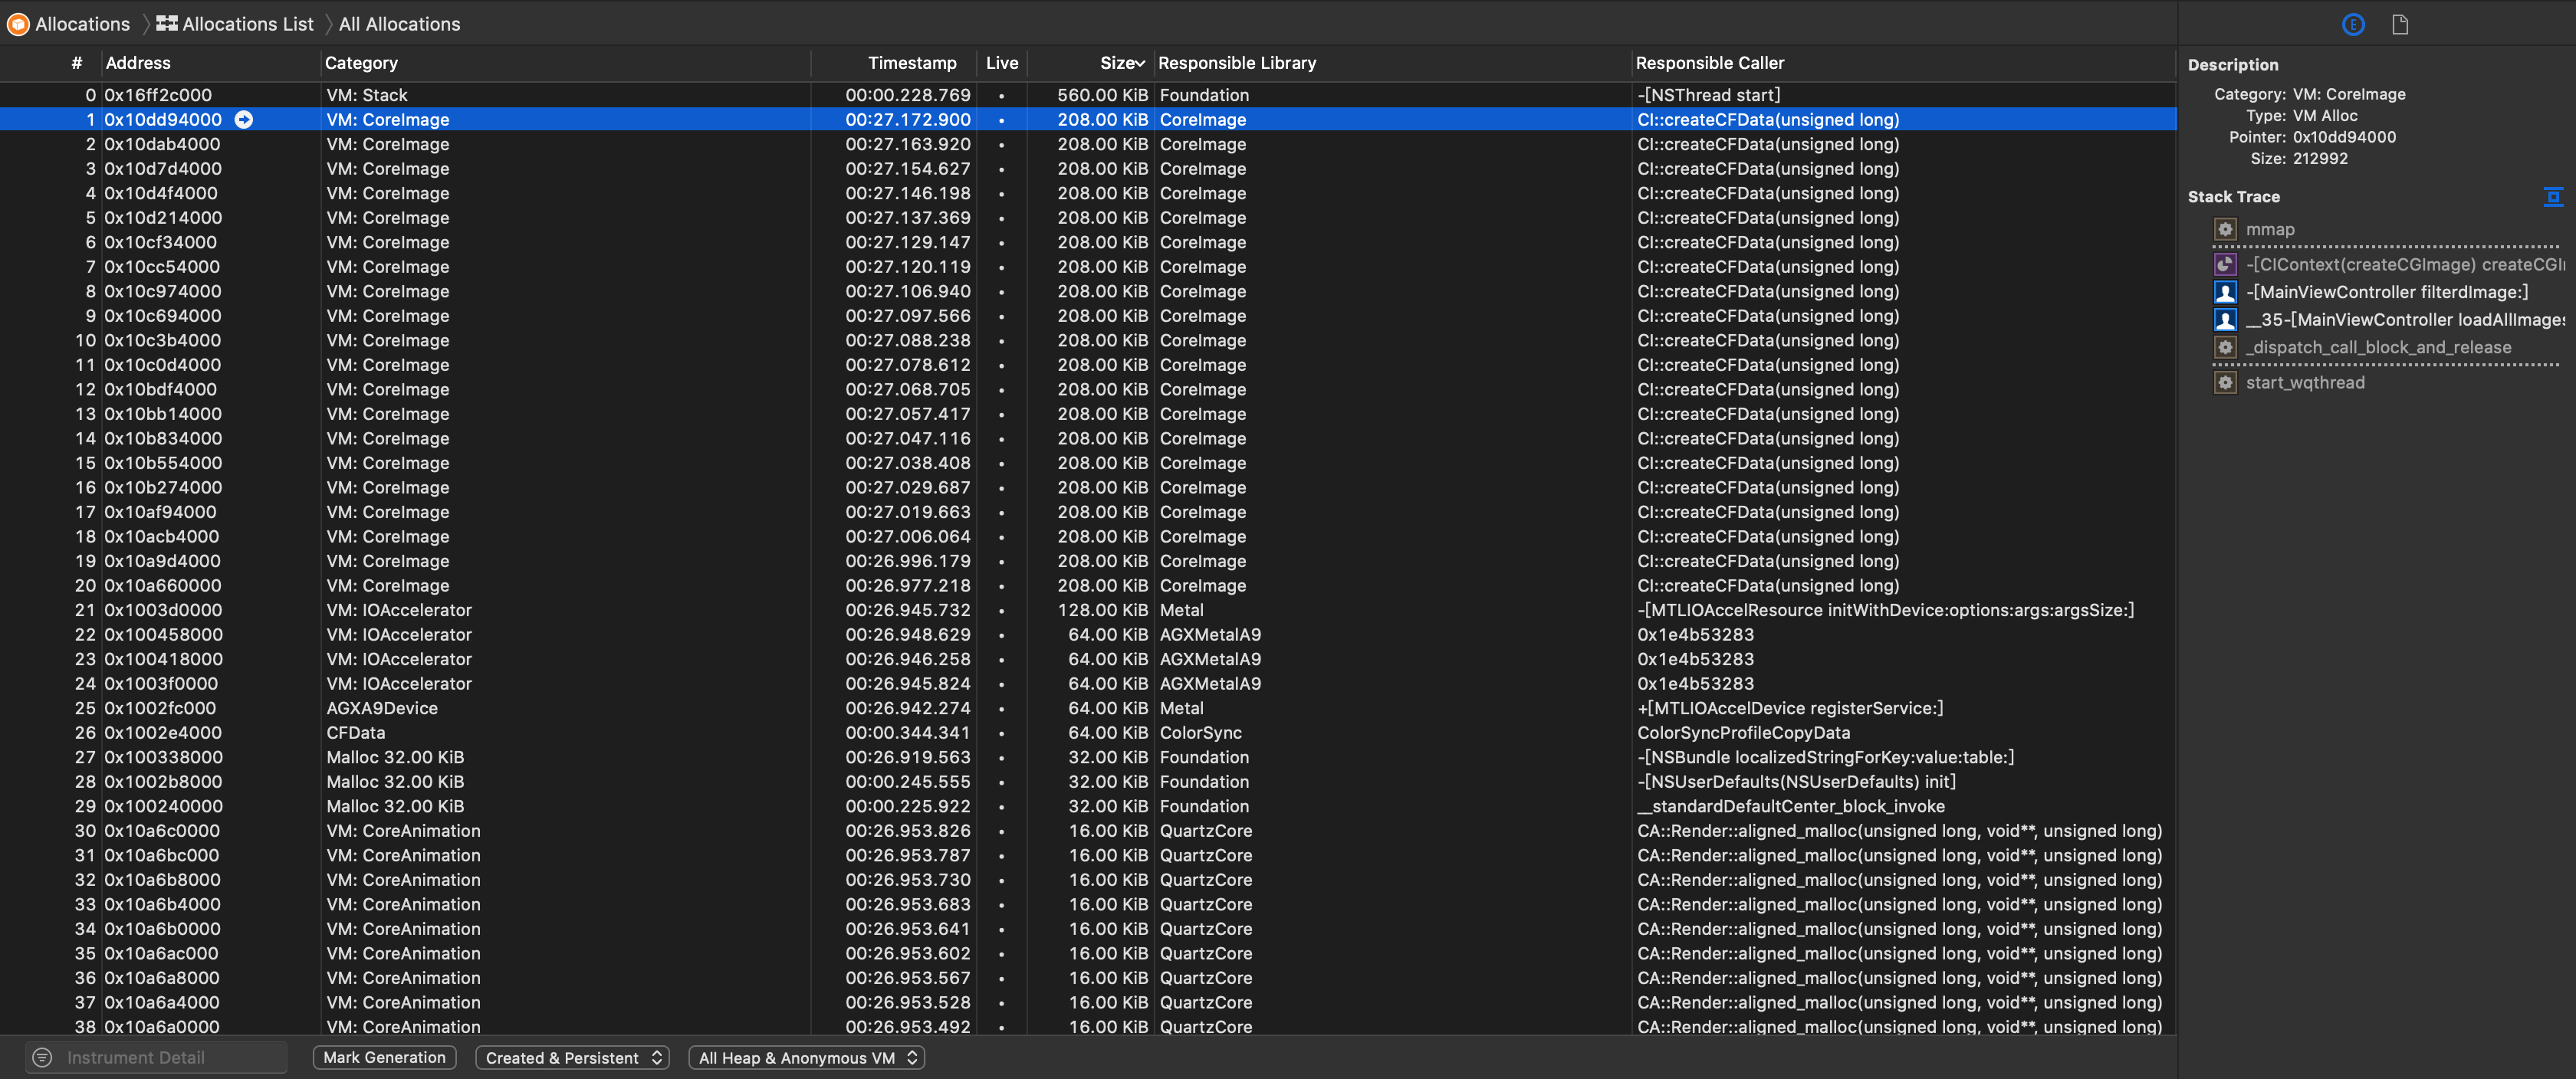 Allocations Allocations List All Allocations
# Address Category Timestamp Live Size Responsible Library Responsible Caller
0 0x16ff2c000 VM: Stack 00:00.228.769 • 560.00 KiB Foundation -[NSThread start]
1 0x10dd94000 VM: CoreImage 00:27.172.900 • 208.00 KiB CoreImage CI::createCFData(unsigned long)
2 0x10dab4000 VM: CoreImage 00:27.163.920 • 208.00 KiB CoreImage CI::createCFData(unsigned long)
3 0x10d7d4000 VM: CoreImage 00:27.154.627 • 208.00 KiB CoreImage CI::createCFData(unsigned long)
4 0x10d4f4000 VM: CoreImage 00:27.146.198 • 208.00 KiB CoreImage CI::createCFData(unsigned long)
5 0x10d214000 VM: CoreImage 00:27.137.369 • 208.00 KiB CoreImage CI::createCFData(unsigned long)
6 0x10cf34000 VM: CoreImage 00:27.129.147 • 208.00 KiB CoreImage CI::createCFData(unsigned long)
7 0x10cc54000 VM: CoreImage 00:27.120.119 • 208.00 KiB CoreImage CI::createCFData(unsigned long)
8 0x10c974000 VM: CoreImage 00:27.106.940 • 208.00 KiB CoreImage CI::createCFData(unsigned long)
9 0x10c694000 VM: CoreImage 00:27.097.566 • 208.00 KiB CoreImage CI::createCFData(unsigned long)
10 0x10c3b4000 VM: CoreImage 00:27.088.238 • 208.00 KiB CoreImage CI::createCFData(unsigned long)
11 0x10c0d4000 VM: CoreImage 00:27.078.612 • 208.00 KiB CoreImage CI::createCFData(unsigned long)
12 0x10bdf4000 VM: CoreImage 00:27.068.705 • 208.00 KiB CoreImage CI::createCFData(unsigned long)
13 0x10bb14000 VM: CoreImage 00:27.057.417 • 208.00 KiB CoreImage CI::createCFData(unsigned long)
14 0x10b834000 VM: CoreImage 00:27.047.116 • 208.00 KiB CoreImage CI::createCFData(unsigned long)
15 0x10b554000 VM: CoreImage 00:27.038.408 • 208.00 KiB CoreImage CI::createCFData(unsigned long)
16 0x10b274000 VM: CoreImage 00:27.029.687 • 208.00 KiB CoreImage CI::createCFData(unsigned long)
17 0x10af94000 VM: CoreImage 00:27.019.663 • 208.00 KiB CoreImage CI::createCFData(unsigned long)
18 0x10acb4000 VM: CoreImage 00:27.006.064 • 208.00 KiB CoreImage CI::createCFData(unsigned long)
19 0x10a9d4000 VM: CoreImage 00:26.996.179 • 208.00 KiB CoreImage CI::createCFData(unsigned long)
20 0x10a660000 VM: CoreImage 00:26.977.218 • 208.00 KiB CoreImage CI::createCFData(unsigned long)
21 0x1003d0000 VM: IOAccelerator 00:26.945.732 • 128.00 KiB Metal -[MTLIOAccelResource initWithDevice:options:args:argsSize:]
22 0x100458000 VM: IOAccelerator 00:26.948.629 • 64.00 KiB AGXMetalA9 0x1e4b53283
23 0x100418000 VM: IOAccelerator 00:26.946.258 • 64.00 KiB AGXMetalA9 0x1e4b53283
24 0x1003f0000 VM: IOAccelerator 00:26.945.824 • 64.00 KiB AGXMetalA9 0x1e4b53283
25 0x1002fc000 AGXA9Device 00:26.942.274 • 64.00 KiB Metal +[MTLIOAccelDevice registerService:]
26 0x1002e4000 CFData 00:00.344.341 • 64.00 KiB ColorSync ColorSyncProfileCopyData
27 0x100338000 Malloc 32.00 KiB 00:26.919.563 • 32.00 KiB Foundation -[NSBundle localizedStringForKey:value:table:]
28 0x1002b8000 Malloc 32.00 KiB 00:00.245.555 • 32.00 KiB Foundation -[NSUserDefaults(NSUserDefaults) init]
29 0x100240000 Malloc 32.00 KiB 00:00.225.922 • 32.00 KiB Foundation __standardDefaultCenter_block_invoke
30 0x10a6c0000 VM: CoreAnimation 00:26.953.826 • 16.00 KiB QuartzCore CA::Render::aligned_malloc(unsigned long, void**, unsigned long)
31 0x10a6bc000 VM: CoreAnimation 00:26.953.787 • 16.00 KiB QuartzCore CA::Render::aligned_malloc(unsigned long, void**, unsigned long)
32 0x10a6b8000 VM: CoreAnimation 00:26.953.730 • 16.00 KiB QuartzCore CA::Render::aligned_malloc(unsigned long, void**, unsigned long)
33 0x10a6b4000 VM: CoreAnimation 00:26.953.683 • 16.00 KiB QuartzCore CA::Render::aligned_malloc(unsigned long, void**, unsigned long)
34 0x10a6b0000 VM: CoreAnimation 00:26.953.641 • 16.00 KiB QuartzCore CA::Render::aligned_malloc(unsigned long, void**, unsigned long)
35 0x10a6ac000 VM: CoreAnimation 00:26.953.602 • 16.00 KiB QuartzCore CA::Render::aligned_malloc(unsigned long, void**, unsigned long)
36 0x10a6a8000 VM: CoreAnimation 00:26.953.567 • 16.00 KiB QuartzCore CA::Render::aligned_malloc(unsigned long, void**, unsigned long)
37 0x10a6a4000 VM: CoreAnimation 00:26.953.528 • 16.00 KiB QuartzCore CA::Render::aligned_malloc(unsigned long, void**, unsigned long)
38 0x10a6a0000 VM: CoreAnimation 00:26.953.492 • 16.00 KiB QuartzCore CA::Render::aligned_malloc(unsigned long, void**, unsigned long)
Instrument Detail Mark Generation Created & Persistent All Heap & Anonymous VM
E
Description
Category: VM: CoreImage
Type: VM Alloc
Pointer: 0x10dd94000
Size: 212992
Stack Trace
mmap
-[CIContext(createCGImage) createCGI
-[MainViewController filterdImage:]
__35-[MainViewController loadAllImages
_dispatch_call_block_and_release
start_wqthread